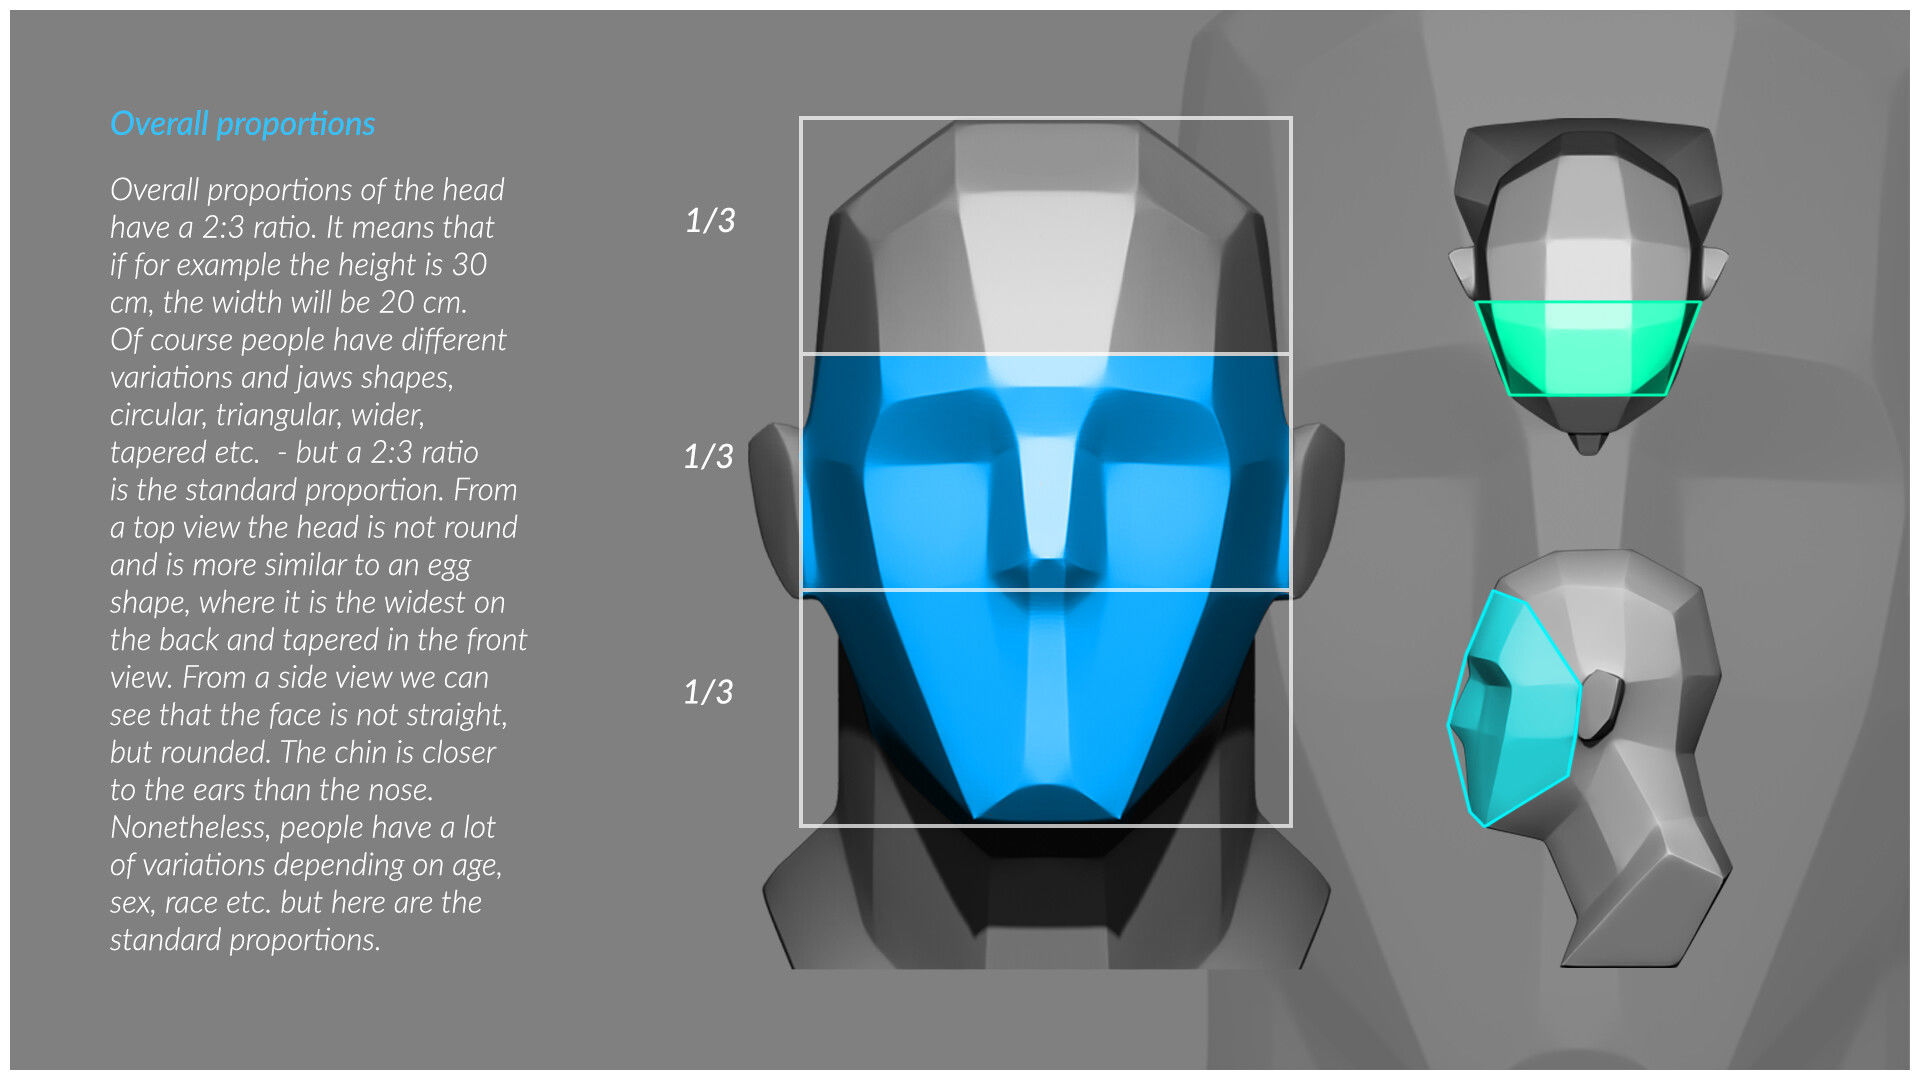 Overall proportions
Overall proportions of the head
have a 2:3 ratio. It means that
if for example the height is 30
cm, the width will be 20 cm.
Of course people have different
variations and jaws shapes,
circular, triangular, wider,
tapered etc.  - but a 2:3 ratio
is the standard proportion. From
a top view the head is not round
and is more similar to an egg
shape, where it is the widest on
the back and tapered in the front
view. From a side view we can
see that the face is not straight,
but rounded. The chin is closer
to the ears than the nose.
Nonetheless, people have a lot
of variations depending on age,
sex, race etc. but here are the
standard proportions.
1/3
1/3
1/3